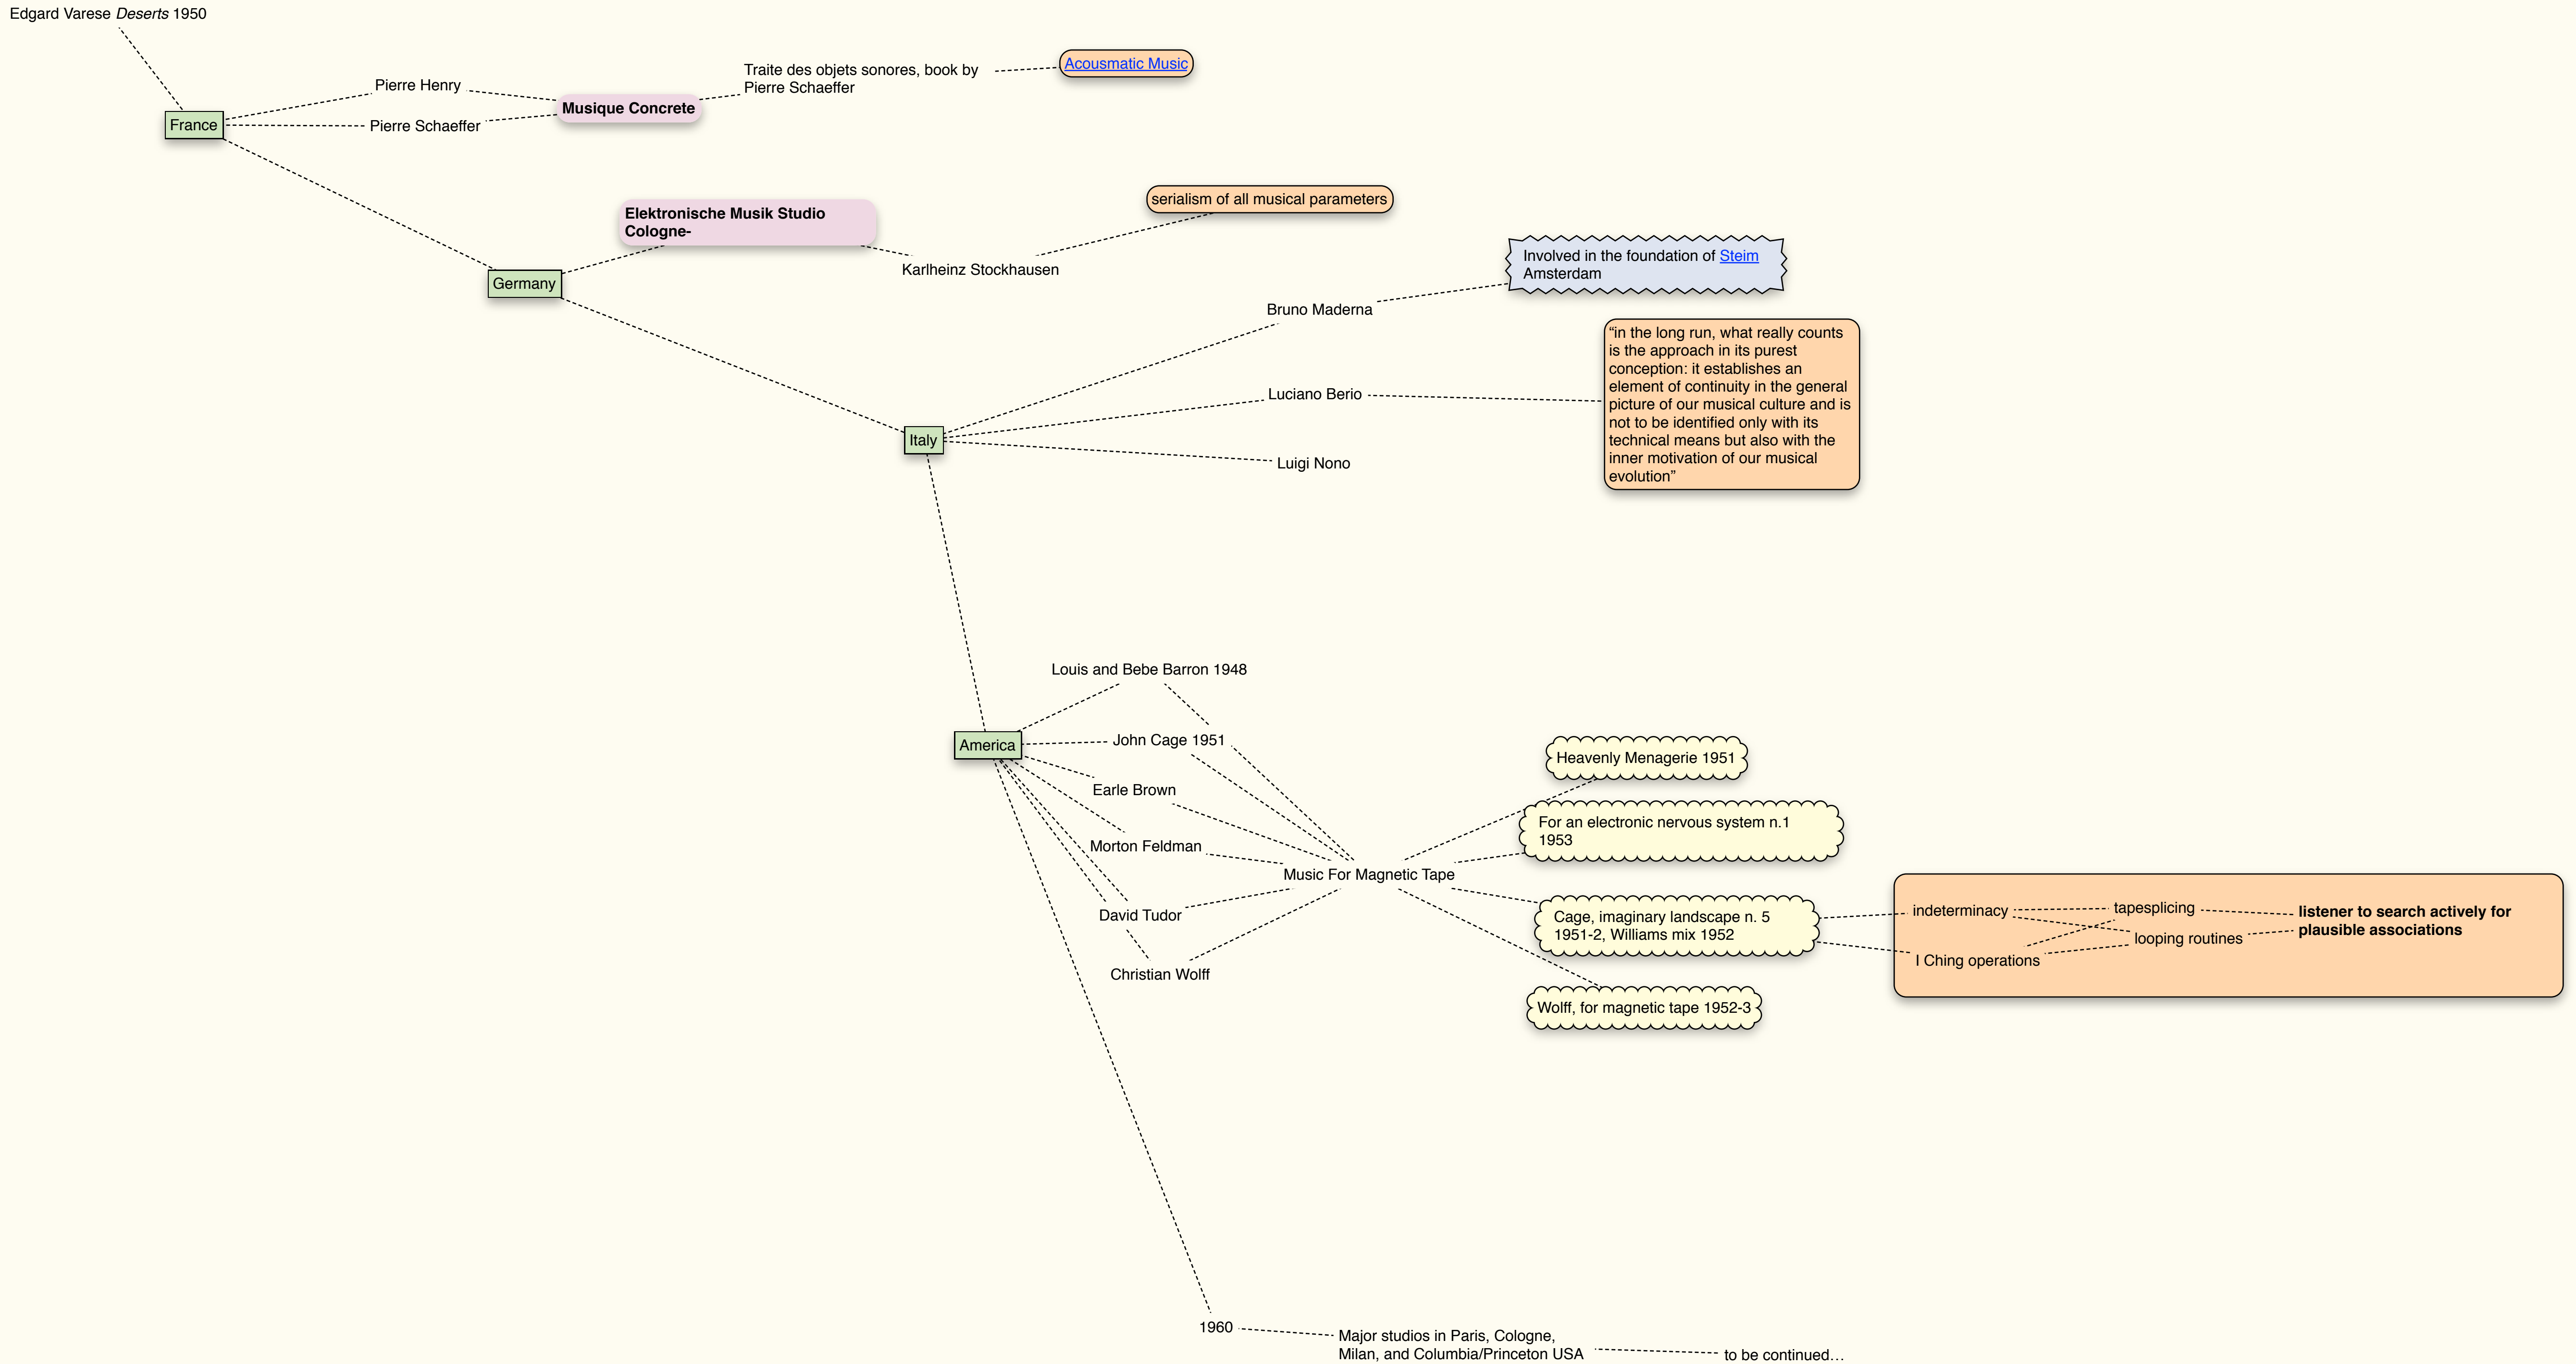 Edgard Varese Deserts 1950
Pierre Henry
Traite des objets sonores, book by
Pierre Schaeffer
Acousmatic Music
Musique Concrete
France
Pierre Schaeffer
serialism of all musical parameters
Elektronische Musik Studio
Cologne-
Karlheinz Stockhausen
Germany
Involved in the foundation of Steim
Amsterdam
Bruno Maderna
“in the long run, what really counts
is the approach in its purest
conception: it establishes an
element of continuity in the general
picture of our musical culture and is
not to be identified only with its
technical means but also with the
inner motivation of our musical
evolution”
Luciano Berio
Italy
Luigi Nono
Louis and Bebe Barron 1948
America
John Cage 1951
Earle Brown
Morton Feldman
David Tudor
Christian Wolff
Music For Magnetic Tape
Heavenly Menagerie 1951
For an electronic nervous system n.1
1953
Cage, imaginary landscape n. 5
1951-2, Williams mix 1952
Wolff, for magnetic tape 1952-3
indeterminacy
tapesplicing
looping routines
I Ching operations
listener to search actively for
plausible associations
1960
Major studios in Paris, Cologne,
Milan, and Columbia/Princeton USA
to be continued…